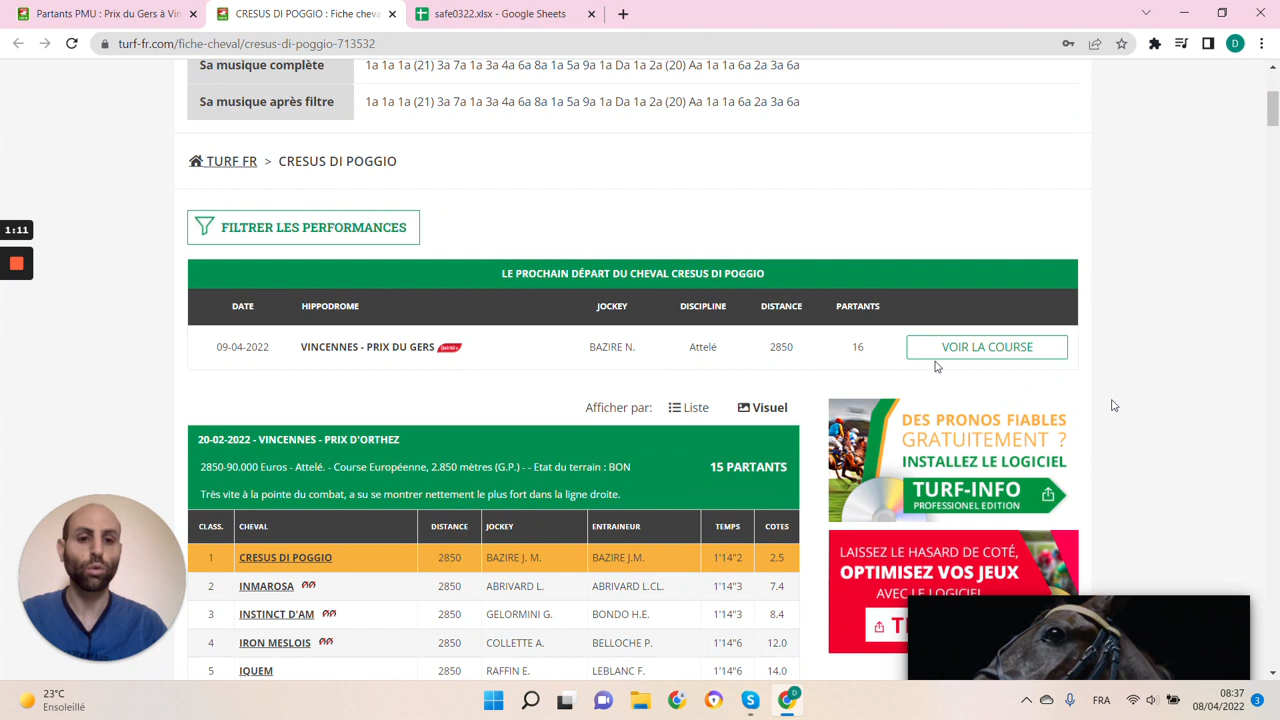 Partants PMU : Prix du Gers à Vin
CRESUS DI POGGIO : Fiche cheva
safe0322.xlsx - Google Sheets
turf-fr.com/fiche-cheval/cresus-di-poggio-713532
D
Sa musique complète 1a 1a 1a (21) 3a 7a 1a 3a 4a 6a 8a 1a 5a 9a 1a Da 1a 2a (20) Aa 1a 1a 6a 2a 3a 6a
Sa musique après filtre 1a 1a 1a (21) 3a 7a 1a 3a 4a 6a 8a 1a 5a 9a 1a Da 1a 2a (20) Aa 1a 1a 6a 2a 3a 6a
TURF FR > CRESUS DI POGGIO
1:11
FILTRER LES PERFORMANCES
LE PROCHAIN DÉPART DU CHEVAL CRESUS DI POGGIO
DATE HIPPODROME JOCKEY DISCIPLINE DISTANCE PARTANTS
09-04-2022 VINCENNES - PRIX DU GERS BAZIRE N. Attelé 2850 16 VOIR LA COURSE
Afficher par: Liste Visuel
20-02-2022 - VINCENNES - PRIX D'ORTHEZ
2850-90.000 Euros - Attelé. - Course Européenne, 2.850 mètres (G.P.) - - Etat du terrain : BON
15 PARTANTS
Très vite à la pointe du combat, a su se montrer nettement le plus fort dans la ligne droite.
CLASS. CHEVAL DISTANCE JOCKEY ENTRAINEUR TEMPS COTES
1 CRESUS DI POGGIO 2850 BAZIRE J. M. BAZIRE J.M. 1'14"2 2.5
2 INMAROSA 2850 ABRIVARD L. ABRIVARD L.CL. 1'14"3 7.4
3 INSTINCT D'AM 2850 GELORMINI G. BONDO H.E. 1'14"3 8.4
4 IRON MESLOIS 2850 COLLETTE A. BELLOCHE P. 1'14"6 12.0
5 IQUEM 2850 RAFFIN E. LEBLANC F. 1'14"6 14.0
DES PRONOS FIABLES
GRATUITEMENT ?
INSTALLEZ LE LOGICIEL
TURF-INFO
PROFESSIONEL EDITION
LAISSEZ LE HASARD DE COTÉ,
OPTIMISEZ VOS JEUX
AVEC LE LOGICIEL
23°C
Ensoleillé
D
FRA
08:37
08/04/2022
3